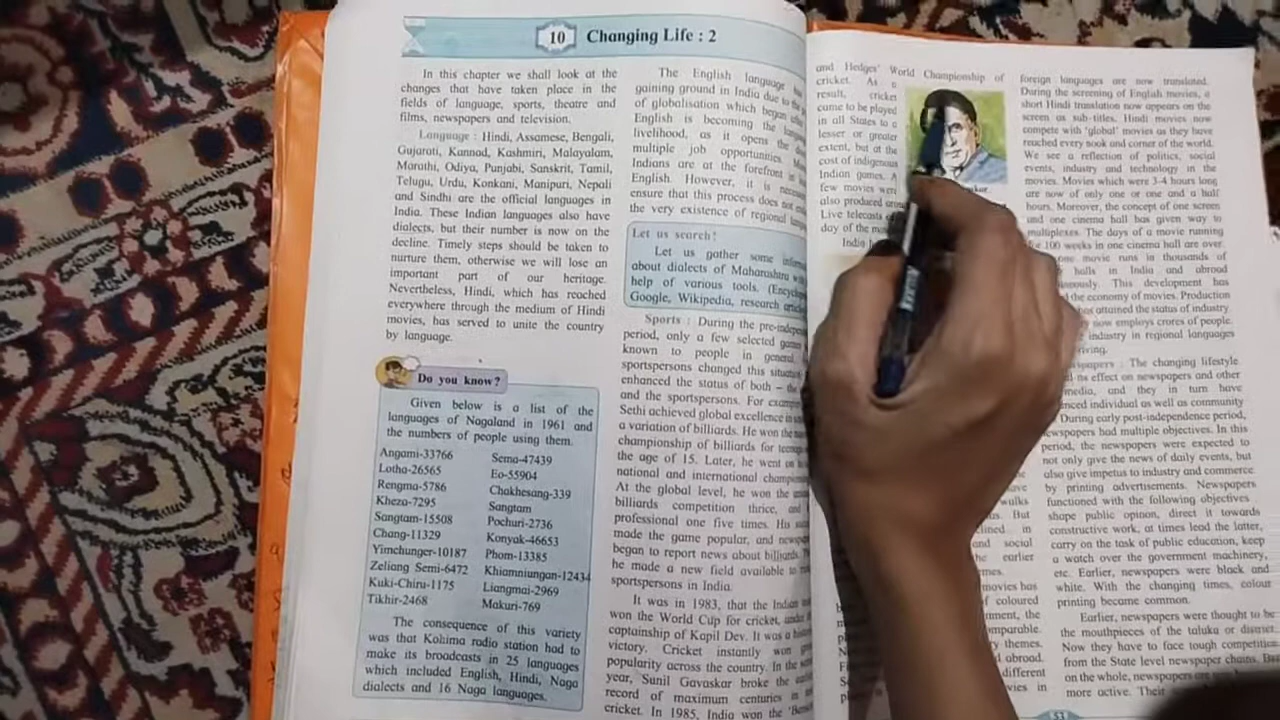 10 Changing Life : 2
In this chapter we shall look at the
changes that have taken place in the
fields of language, sports, theatre and
films, newspapers and television.
Language : Hindi, Assamese, Bengali,
Gujarati, Kannad, Kashmiri, Malayalam,
Marathi, Odiya, Punjabi, Sanskrit, Tamil,
Telugu, Urdu, Konkani, Manipuri, Nepali
and Sindhi are the official languages in
India. These Indian languages also have
dialects, but their number is now on the
decline. Timely steps should be taken to
nurture them, otherwise we will lose an
important part of our heritage.
Nevertheless, Hindi, which has reached
everywhere through the medium of Hindi
movies, has served to unite the country
by language.
Do you know?
Given below is a list of the
languages of Nagaland in 1961 and
the numbers of people using them.
Angami-33766
Lotha-26565
Rengma-5786
Kheza-7295
Sangtam-15508
Chang-11329
Yimchunger-10187
Zeliang Semi-6472
Kuki-Chiru-1175
Tikhir-2468
Sema-47439
Eo-55904
Chakhesang-339
Sangtam
Pochuri-2736
Konyak-46653
Phom-13385
Khiamniungan-12434
Liangmai-2969
Makuri-769
The consequence of this variety
was that Kohima radio station had to
make its broadcasts in 25 languages
which included English, Hindi, Naga
dialects and 16 Naga languages.
The English language
gaining ground in India due to the
of globalisation which began
English is becoming the
livelihood, as it opens the
multiple job opportunities.
Indians are at the forefront in
English. However, it is
ensure that this process does not
the very existence of regional
Let us search!
Let us gather some
about dialects of Maharashtra
help of various tools.
Google, Wikipedia, research
Sports : During the
period, only a few selected
known to people in general.
sportspersons changed this
enhanced the status of both – the
and the sportspersons. For
Sethi achieved global excellence in
a variation of billiards. He won the
championship of billiards for
the age of 15. Later, he went on
national and international
At the global level, he won the
billiards competition thrice, and
professional one five times. His
made the game popular, and
began to report news about billiards.
he made a new field available to
sportspersons in India.
It was in 1983, that the Indian
won the World Cup for cricket, under
captainship of Kapil Dev. It was a
victory. Cricket instantly won
popularity across the country. In the
year, Sunil Gavaskar broke the
record of maximum centuries in
cricket. In 1985, India won the
and Hedges' World Championship of
cricket. As a
result, cricket
came to be played
in all States to a
lesser or greater
extent, but at the
cost of indigenous
Indian games. A
few movies were
also produced
Live telecasts
day of the
India
walks
But
in
and social
the earlier
movies has
of coloured
the
themes.
abroad.
different
in
foreign languages are now translated.
During the screening of English movies, a
short Hindi translation now appears on the
screen as sub-titles. Hindi movies now
compete with 'global' movies as they have
reached every nook and corner of the world.
We see a reflection of politics, social
events, industry and technology in the
movies. Movies which were 3-4 hours long
are now of only one or one and a half
hours. Moreover, the concept of one screen
and one cinema hall has given way to
multiplexes. The days of a movie running
for 100 weeks in one cinema hall are over.
one movie runs in thousands of
halls in India and abroad
This development has
the economy of movies. Production
has attained the status of industry
now employs crores of people.
industry in regional languages
The changing lifestyle
its effect on newspapers and other
media, and they in turn have
individual as well as community
During early post-independence period,
newspapers had multiple objectives. In this
period, the newspapers were expected to
not only give the news of daily events, but
also give impetus to industry and commerce
by printing advertisements. Newspapers
functioned with the following objectives
shape public opinon, direct it towards
constructive work, at times lead the latter,
carry on the task of public education, keep
a watch over the government machinery,
etc. Earlier, newspapers were black and
white. With the changing times, colour
printing became common.
Earlier, newspapers were thought to be
the mouthpieces of the taluka or district.
Now they have to face tough
from the State level newspaper chains. But
on the whole, newspapers are
more active. Their
53